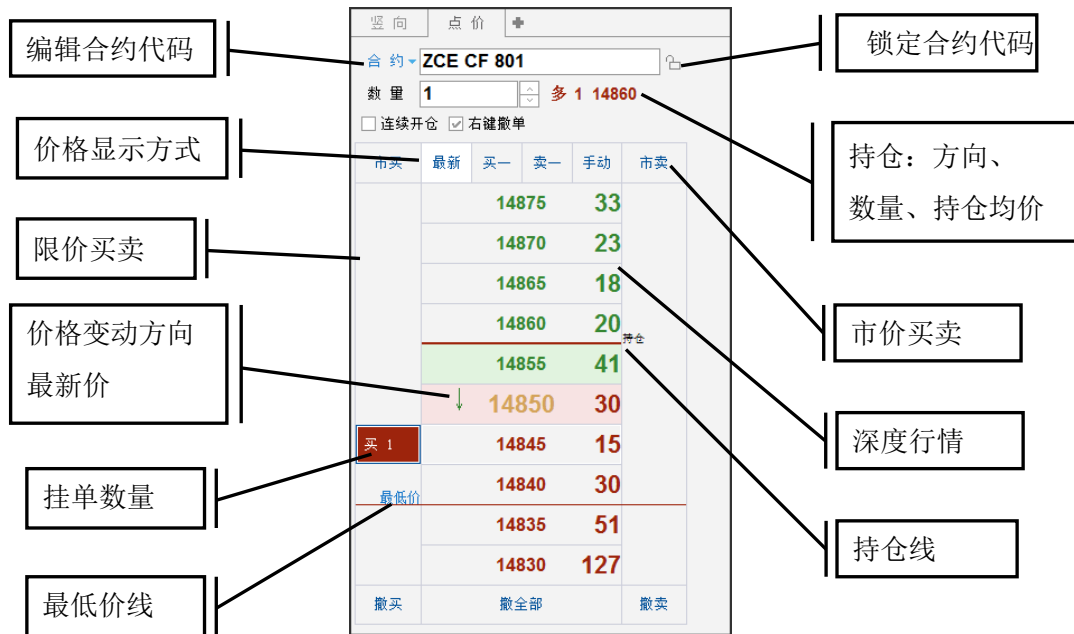 竖向 点价
编辑合约代码
锁定合约代码
合约 ZCE CF 801
数量 1 多 1 14860
连续开仓 右键撤单
价格显示方式
持仓：方向、
数量、持仓均价
市买 最新 买一 卖一 手动 市卖
14875 33
限价买卖
14870 23
14865 18
14860 20
价格变动方向
最新价
持仓
市价买卖
14855 41
14850 30
买 1
14845 15
深度行情
挂单数量
14840 30
最低价
14835 51
持仓线
14830 127
最低价线
撤买 撤全部 撤卖